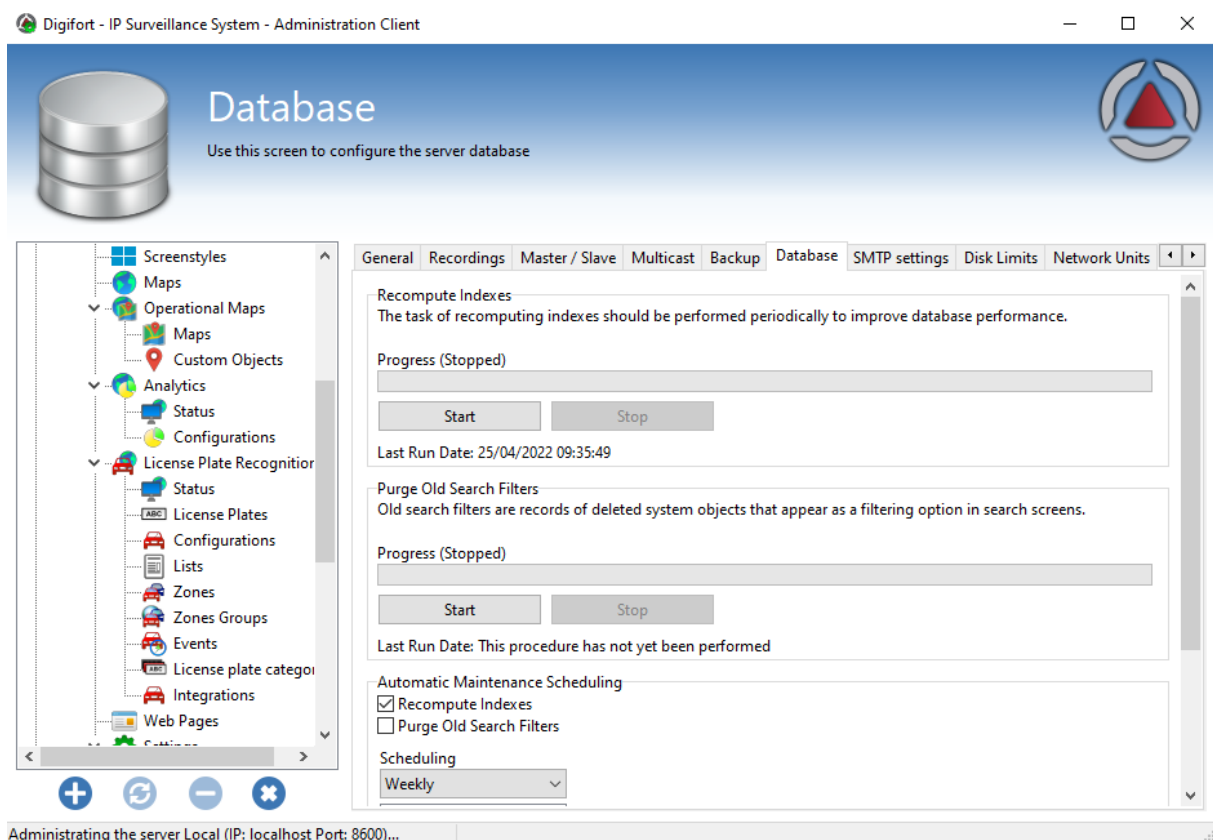 Digifort - IP Surveillance System - Administration Client
Database
Use this screen to configure the server database
Screenstyles
Maps
Operational Maps
Maps
Custom Objects
Analytics
Status
Configurations
License Plate Recognition
Status
ABC License Plates
Configurations
Lists
Zones
Zones Groups
Events
ABC License plate categor
Integrations
Web Pages
Settings
General Recordings Master / Slave Multicast Backup Database SMTP settings Disk Limits Network Units
Recompute Indexes
The task of recomputing indexes should be performed periodically to improve database performance.
Progress (Stopped)
Start Stop
Last Run Date: 25/04/2022 09:35:49
Purge Old Search Filters
Old search filters are records of deleted system objects that appear as a filtering option in search screens.
Progress (Stopped)
Start Stop
Last Run Date: This procedure has not yet been performed
Automatic Maintenance Scheduling
Recompute Indexes
Purge Old Search Filters
Scheduling
Weekly
Administrating the server Local (IP: localhost Port: 8600)...